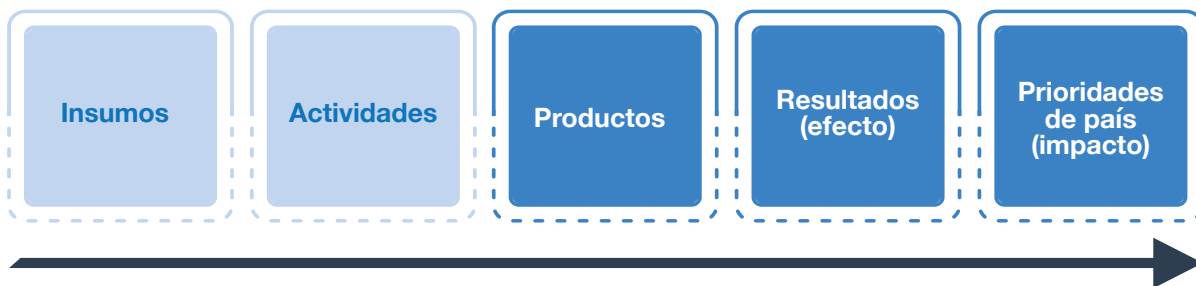 Insumos
Actividades
Productos
Resultados
(efecto)
Prioridades
de país
(impacto)